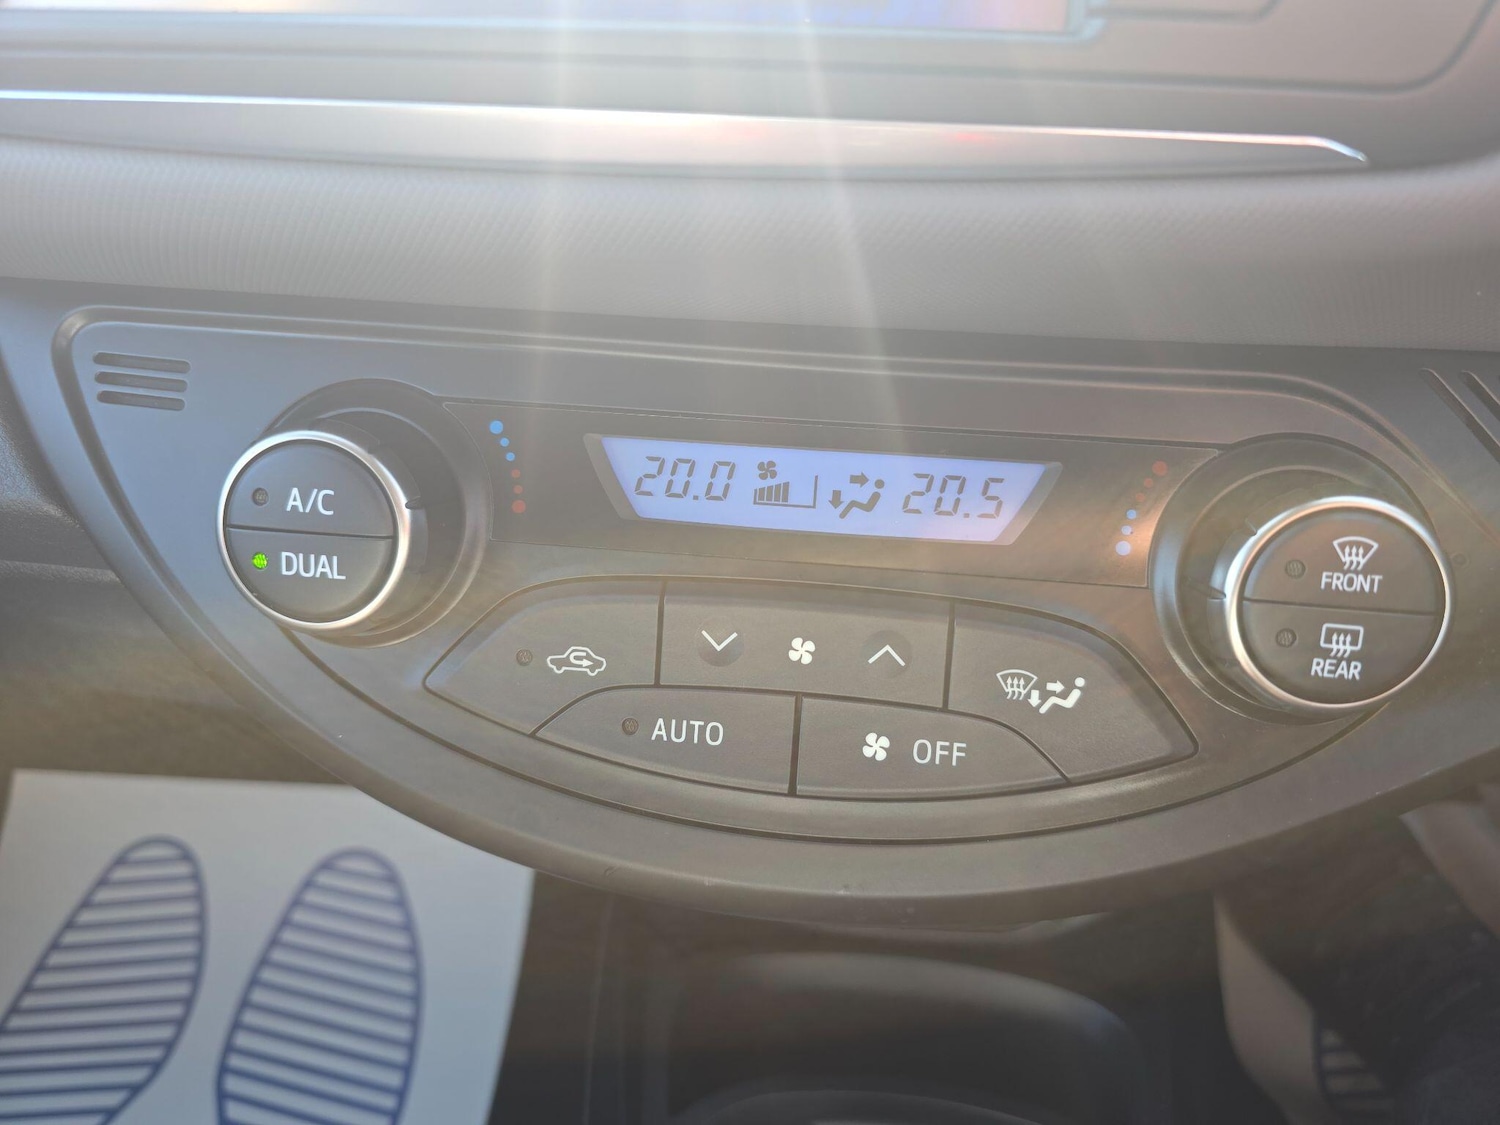 A/C
DUAL
20.0
20.5
FRONT
REAR
AUTO
OFF